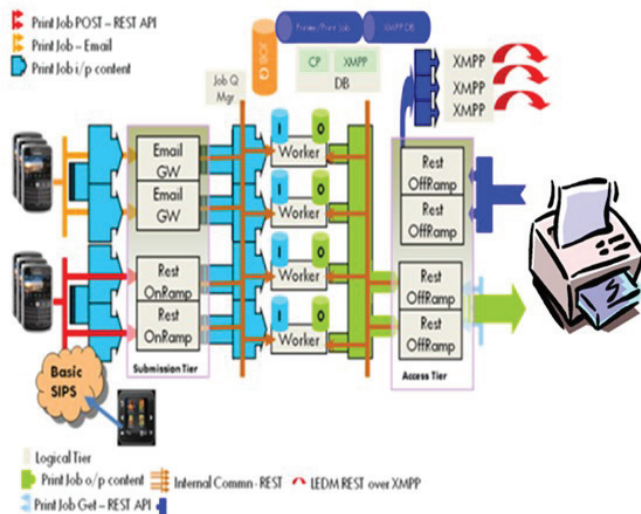 Print Job POST – REST API
Print Job – Email
Print Job i/p content
JOB Q
Printer/Print Job
XMPP DB
CP
XMPP
DB
Job Q
Mgr
XMPP
XMPP
XMPP
Email
GW
Email
GW
Rest
OnRamp
Rest
OnRamp
Submission Tier
I
O
Worker
I
O
Worker
I
O
Worker
I
O
Worker
Rest
OffRamp
Rest
OffRamp
Rest
OffRamp
Rest
OffRamp
Access Tier
Basic
SIPS
Logical Tier
Print Job o/p content
Internal Commn - REST
LEDM REST over XMPP
Print Job Get – REST API